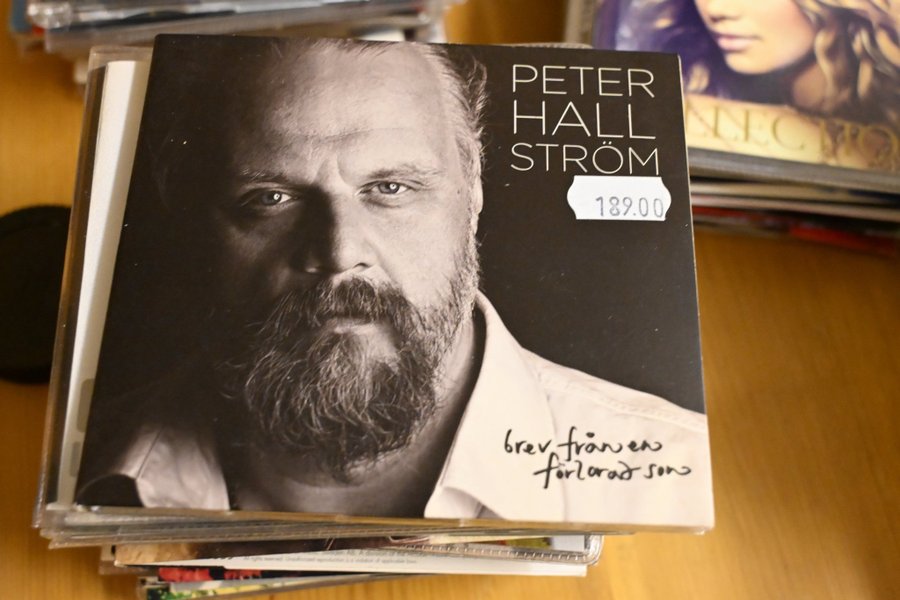 PETER
HALL
STRÖM
189.00
brev från en
förlorad son